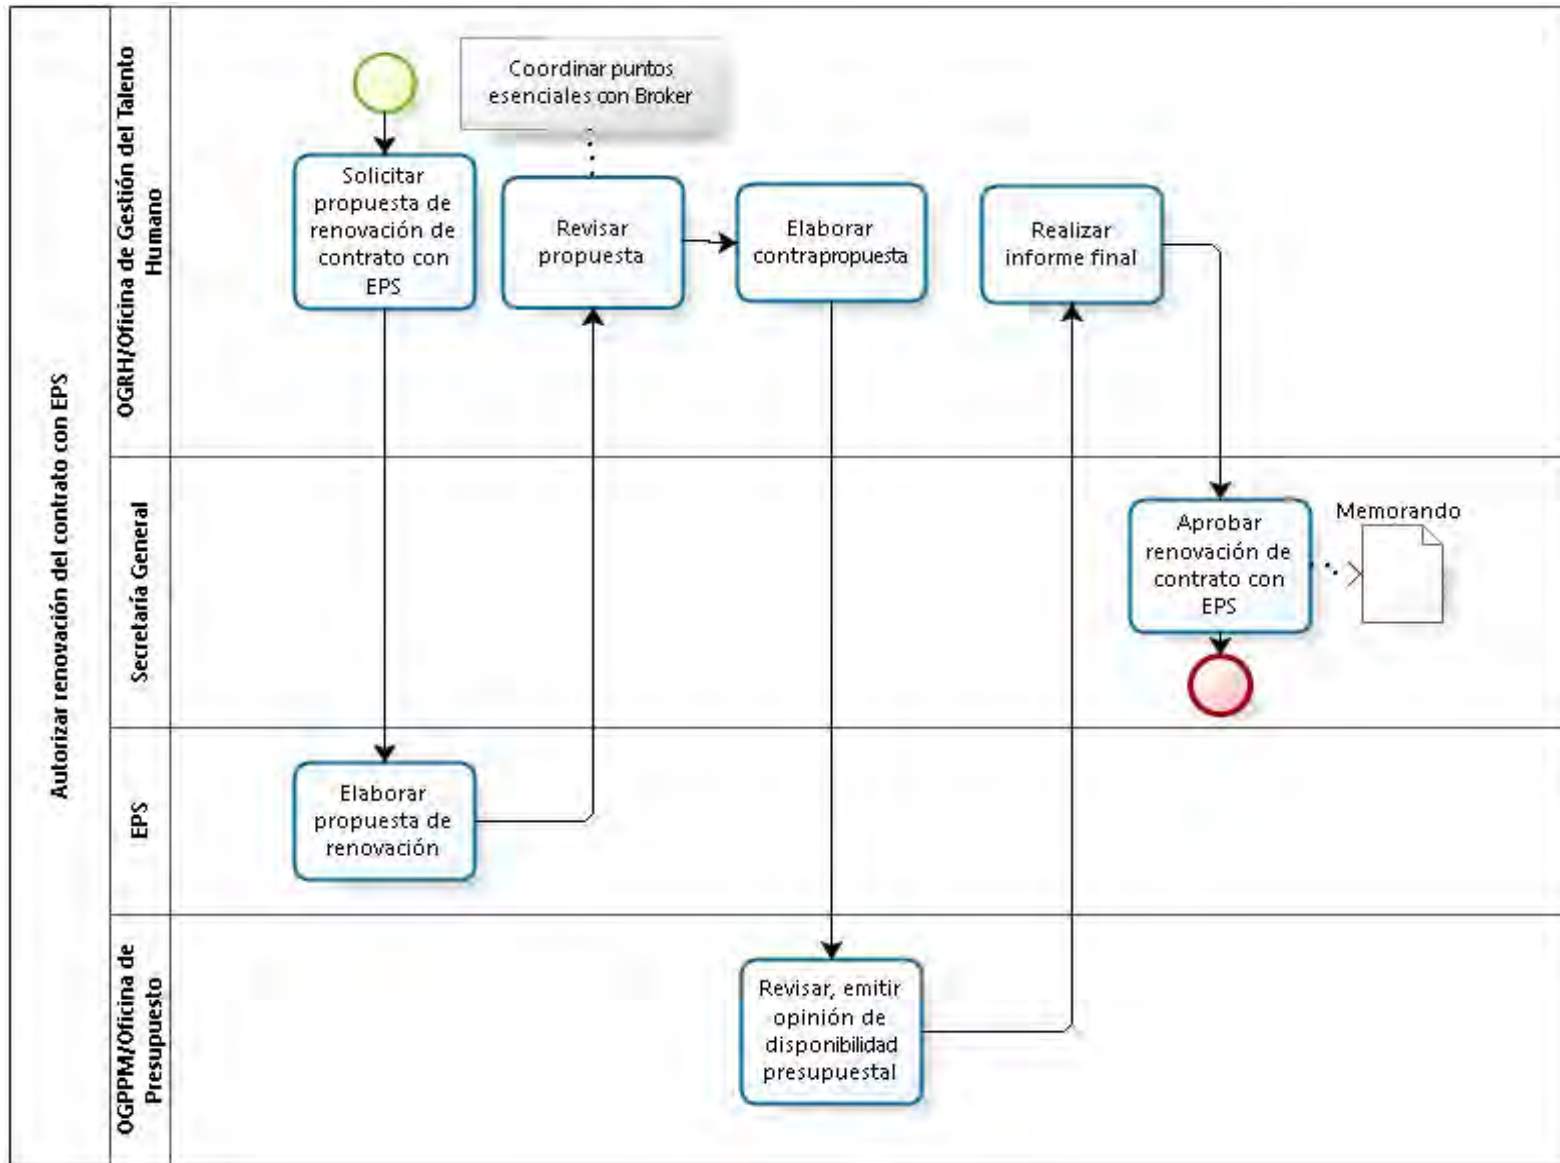 Autorizar renovación del contrato con EPS
OGRH/Oficina de Gestión del Talento
Humano
Coordinar puntos
esenciales con Broker
Solicitar
propuesta de
renovación de
contrato con
EPS
Revisar
propuesta
Elaborar
contrapropuesta
Realizar
informe final
Secretaría General
Aprobar
renovación de
contrato con
EPS
Memorando
EPS
Elaborar
propuesta de
renovación
OGPPM/Oficina de
Presupuesto
Revisar, emitir
opinión de
disponibilidad
presupuestal